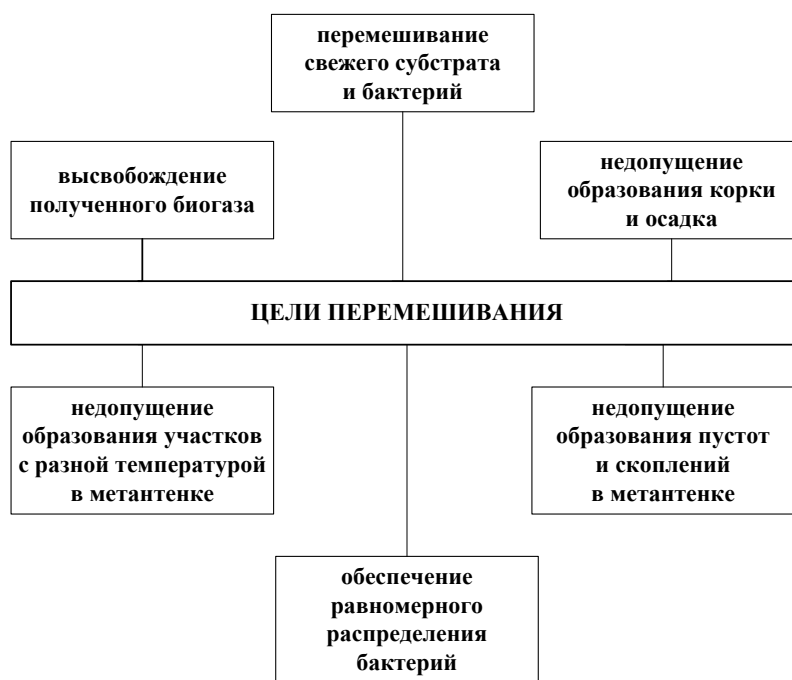 перемешивание
свежего субстрата
и бактерий
высвобождение
полученного биогаза
недопущение
образования корки
и осадка
ЦЕЛИ ПЕРЕМЕШИВАНИЯ
недопущение
образования участков
с разной температурой
в метантенке
недопущение
образования пустот
и скоплений
в метантенке
обеспечение
равномерного
распределения
бактерий